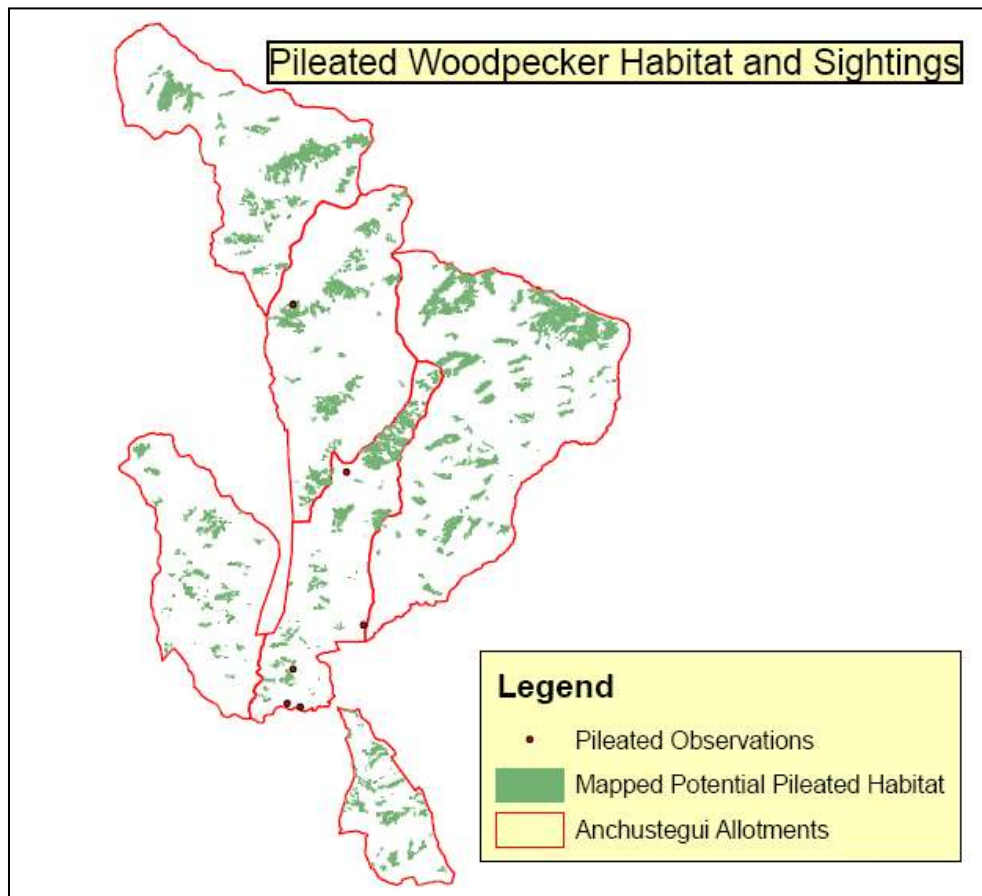 Pileated Woodpecker Habitat and Sightings
Legend
Pileated Observations
Mapped Potential Pileated Habitat
Anchustegui Allotments